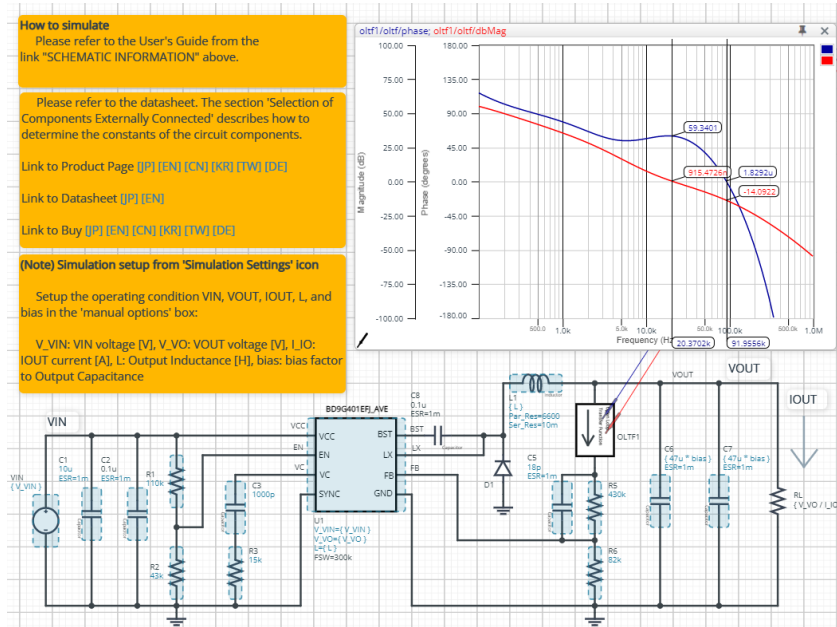 How to simulate
Please refer to the User's Guide from the
link "SCHEMATIC INFORMATION" above.
Please refer to the datasheet. The section 'Selection of
Components Externally Connected' describes how to
determine the constants of the circuit components.
Link to Product Page [JP] [EN] [CN] [KR] [TW] [DE]
Link to Datasheet [JP] [EN]
Link to Buy [JP] [EN] [CN] [KR] [TW] [DE]
(Note) Simulation setup from 'Simulation Settings' icon
Setup the operating condition VIN, VOUT, IOUT, L, and
bias in the 'manual options' box:
V_VIN: VIN voltage [V], V_VO: VOUT voltage [V], I_IO:
IOUT current [A], L: Output Inductance [H], bias: bias factor
to Output Capacitance
oltf1/oltf/phase; oltf1/oltf/dbMag
100.00
75.00
50.00
25.00
0.00
-25.00
-50.00
-75.00
-100.00
Magnitude (dB)
180.00
135.00
90.00
45.00
0.00
-45.00
-90.00
-135.00
-180.00
Phase (degrees)
59.3401
915.4726n
1.8292u
-14.0922
500.0
1.0k
5.0k
10.0k
100.0k
500.0k
1.0M
Frequency (Hz)
20.3702k
91.9556k
VIN
VIN
{ V_VIN }
C1
10u
ESR=1m
C2
0.1u
ESR=1m
R1
110k
R2
43k
C3
1000p
R3
15k
BD9G401EFJ_AVE
VCC
EN
VC
VCC
EN
VC
SYNC
BST
LX
FB
GND
BST
LX
FB
U1
V_VIN={ V_VIN }
V_VO={ V_VO }
L={ L }
FSW=300k
C8
0.1u
ESR=1m
Capacitor
D1
L1
{ L }
Par_Res=6600
Ser_Res=10m
Inductor
Transfer Function
OLTF1
C5
18p
ESR=1m
R5
430k
R6
82k
VOUT
VOUT
C6
{ 47u * bias }
ESR=1m
C7
{ 47u * bias }
ESR=1m
IOUT
RL
{ V_VO / I_IO